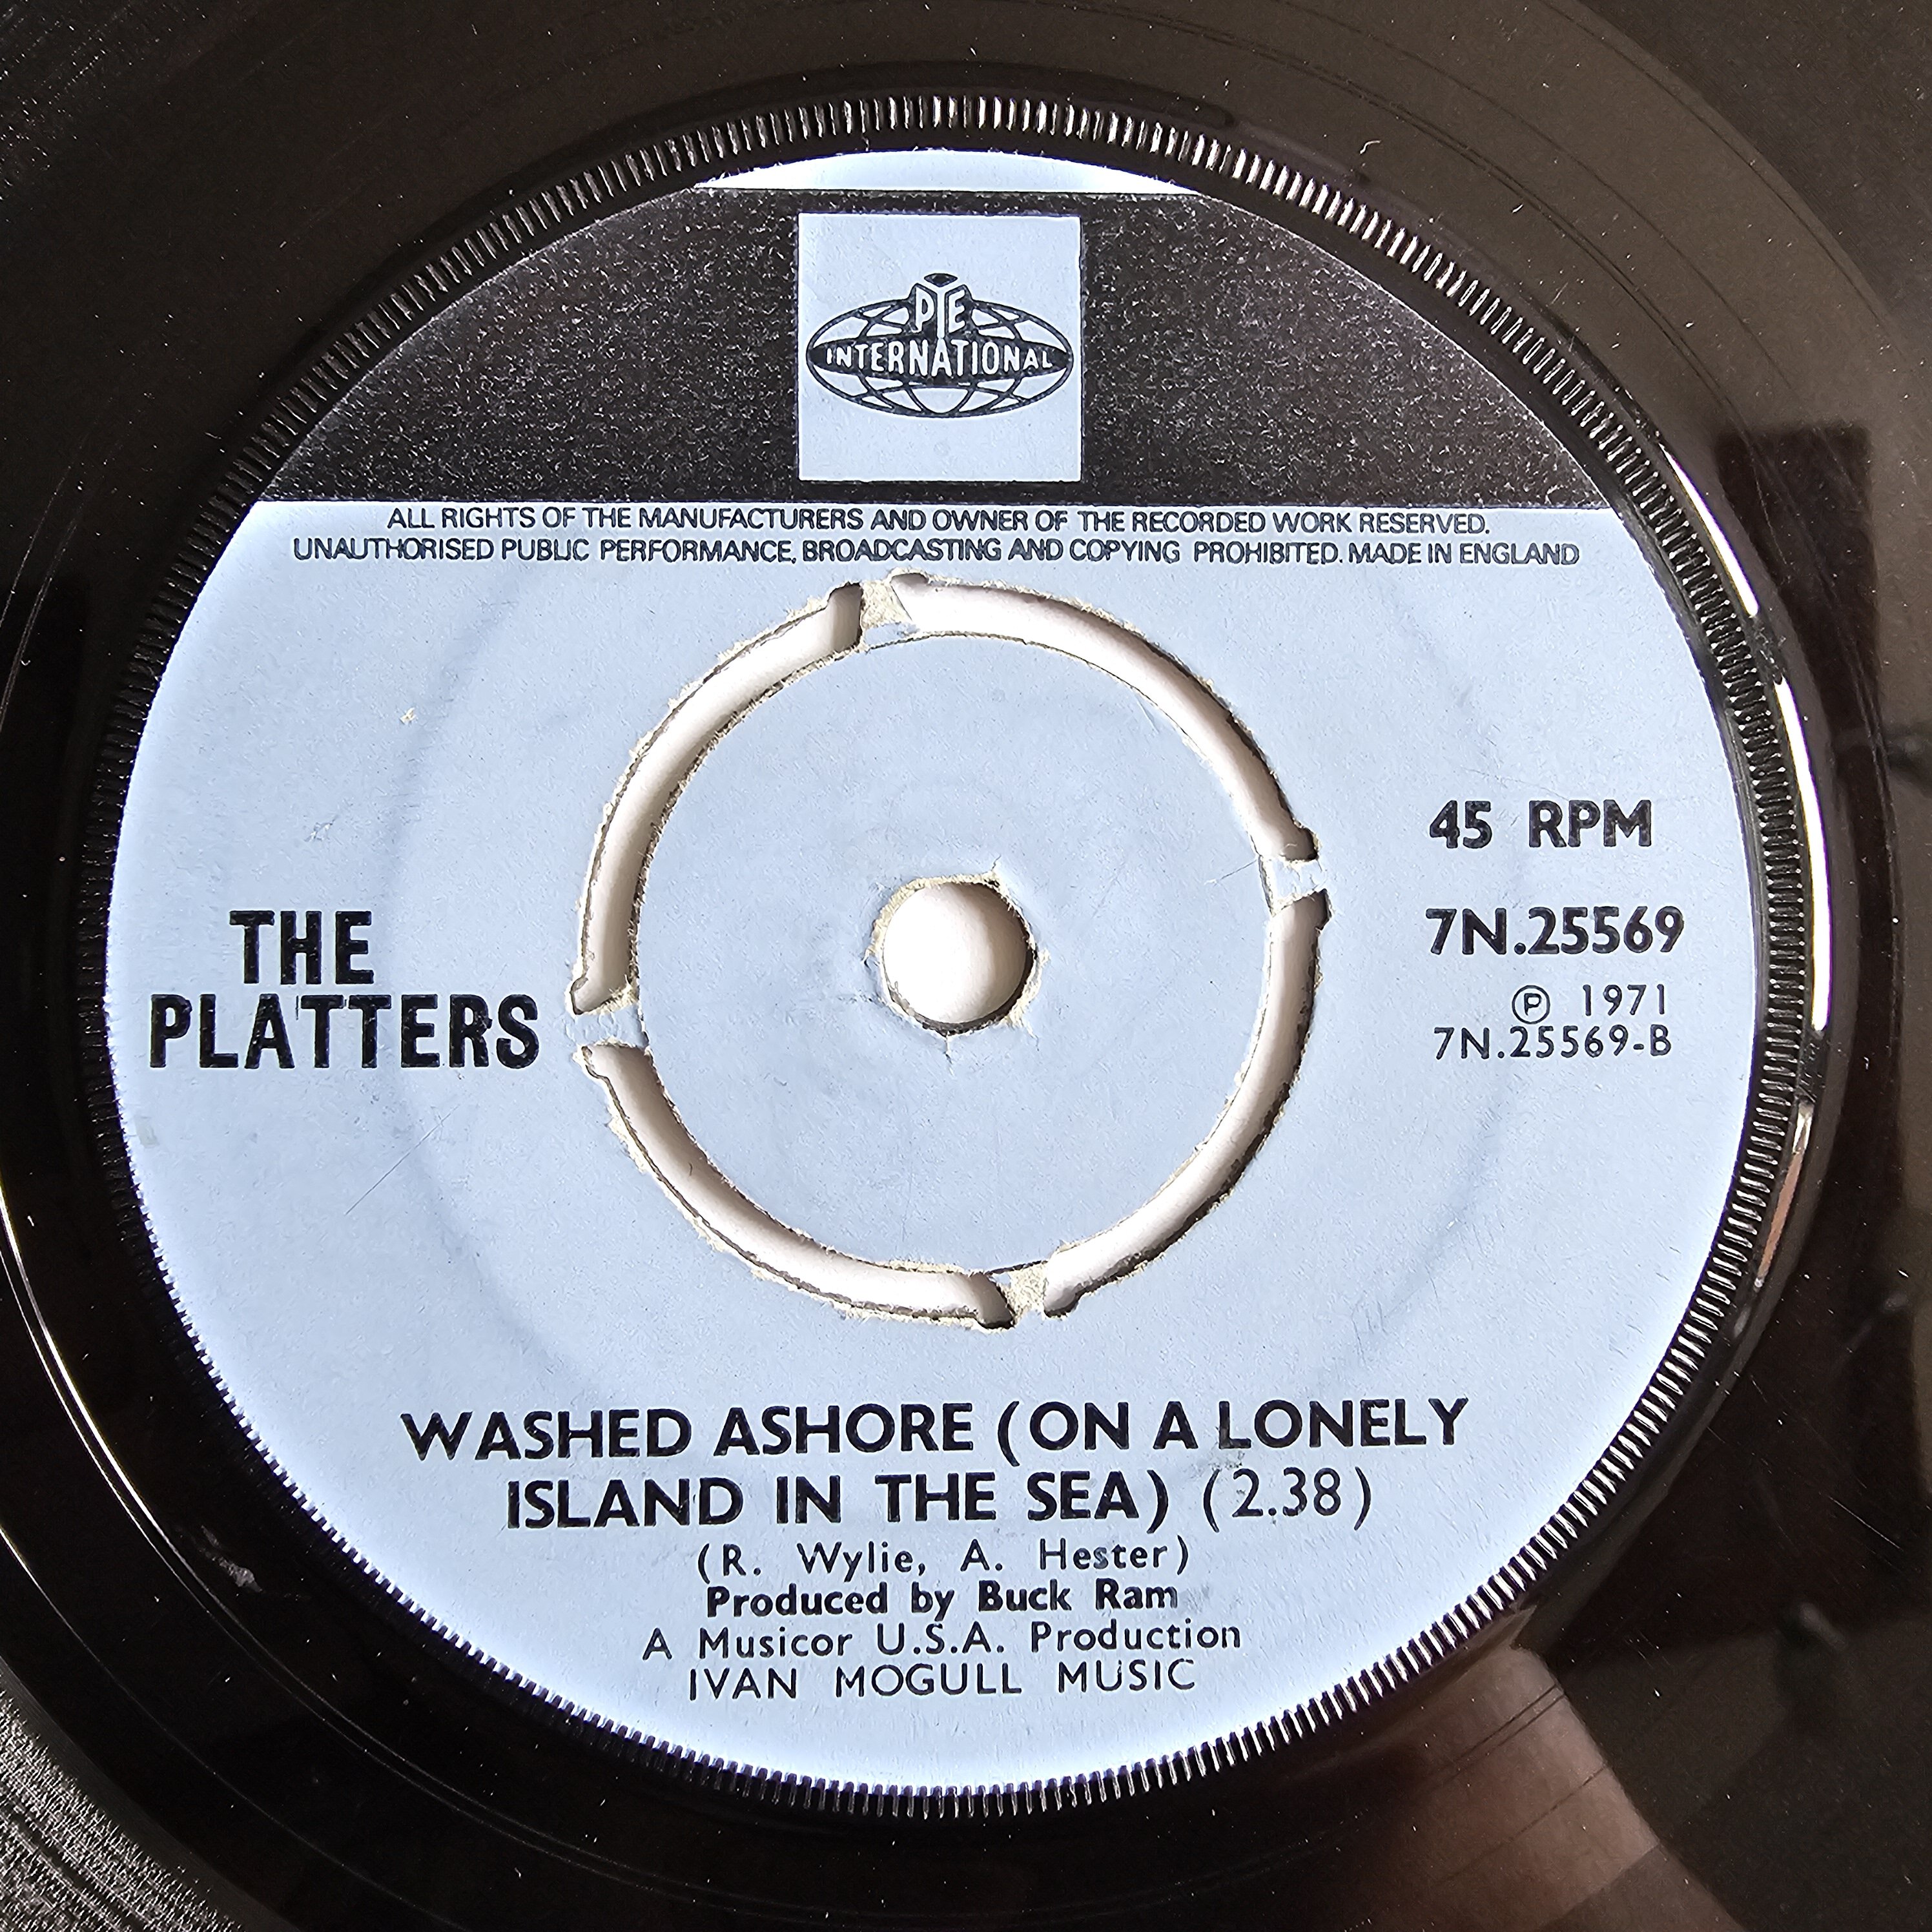 PYE
INTERNATIONAL
ALL RIGHTS OF THE MANUFACTURERS AND OWNER OF THE RECORDED WORK RESERVED.
UNAUTHORISED PUBLIC PERFORMANCE, BROADCASTING AND COPYING PROHIBITED. MADE IN ENGLAND
45 RPM
7N.25569
Ⓟ 1971
7N.25569-B
THE
PLATTERS
WASHED ASHORE (ON A LONELY
ISLAND IN THE SEA) (2.38)
(R. Wylie, A. Hester)
Produced by Buck Ram
A Musicor U.S.A. Production
IVAN MOGULL MUSIC